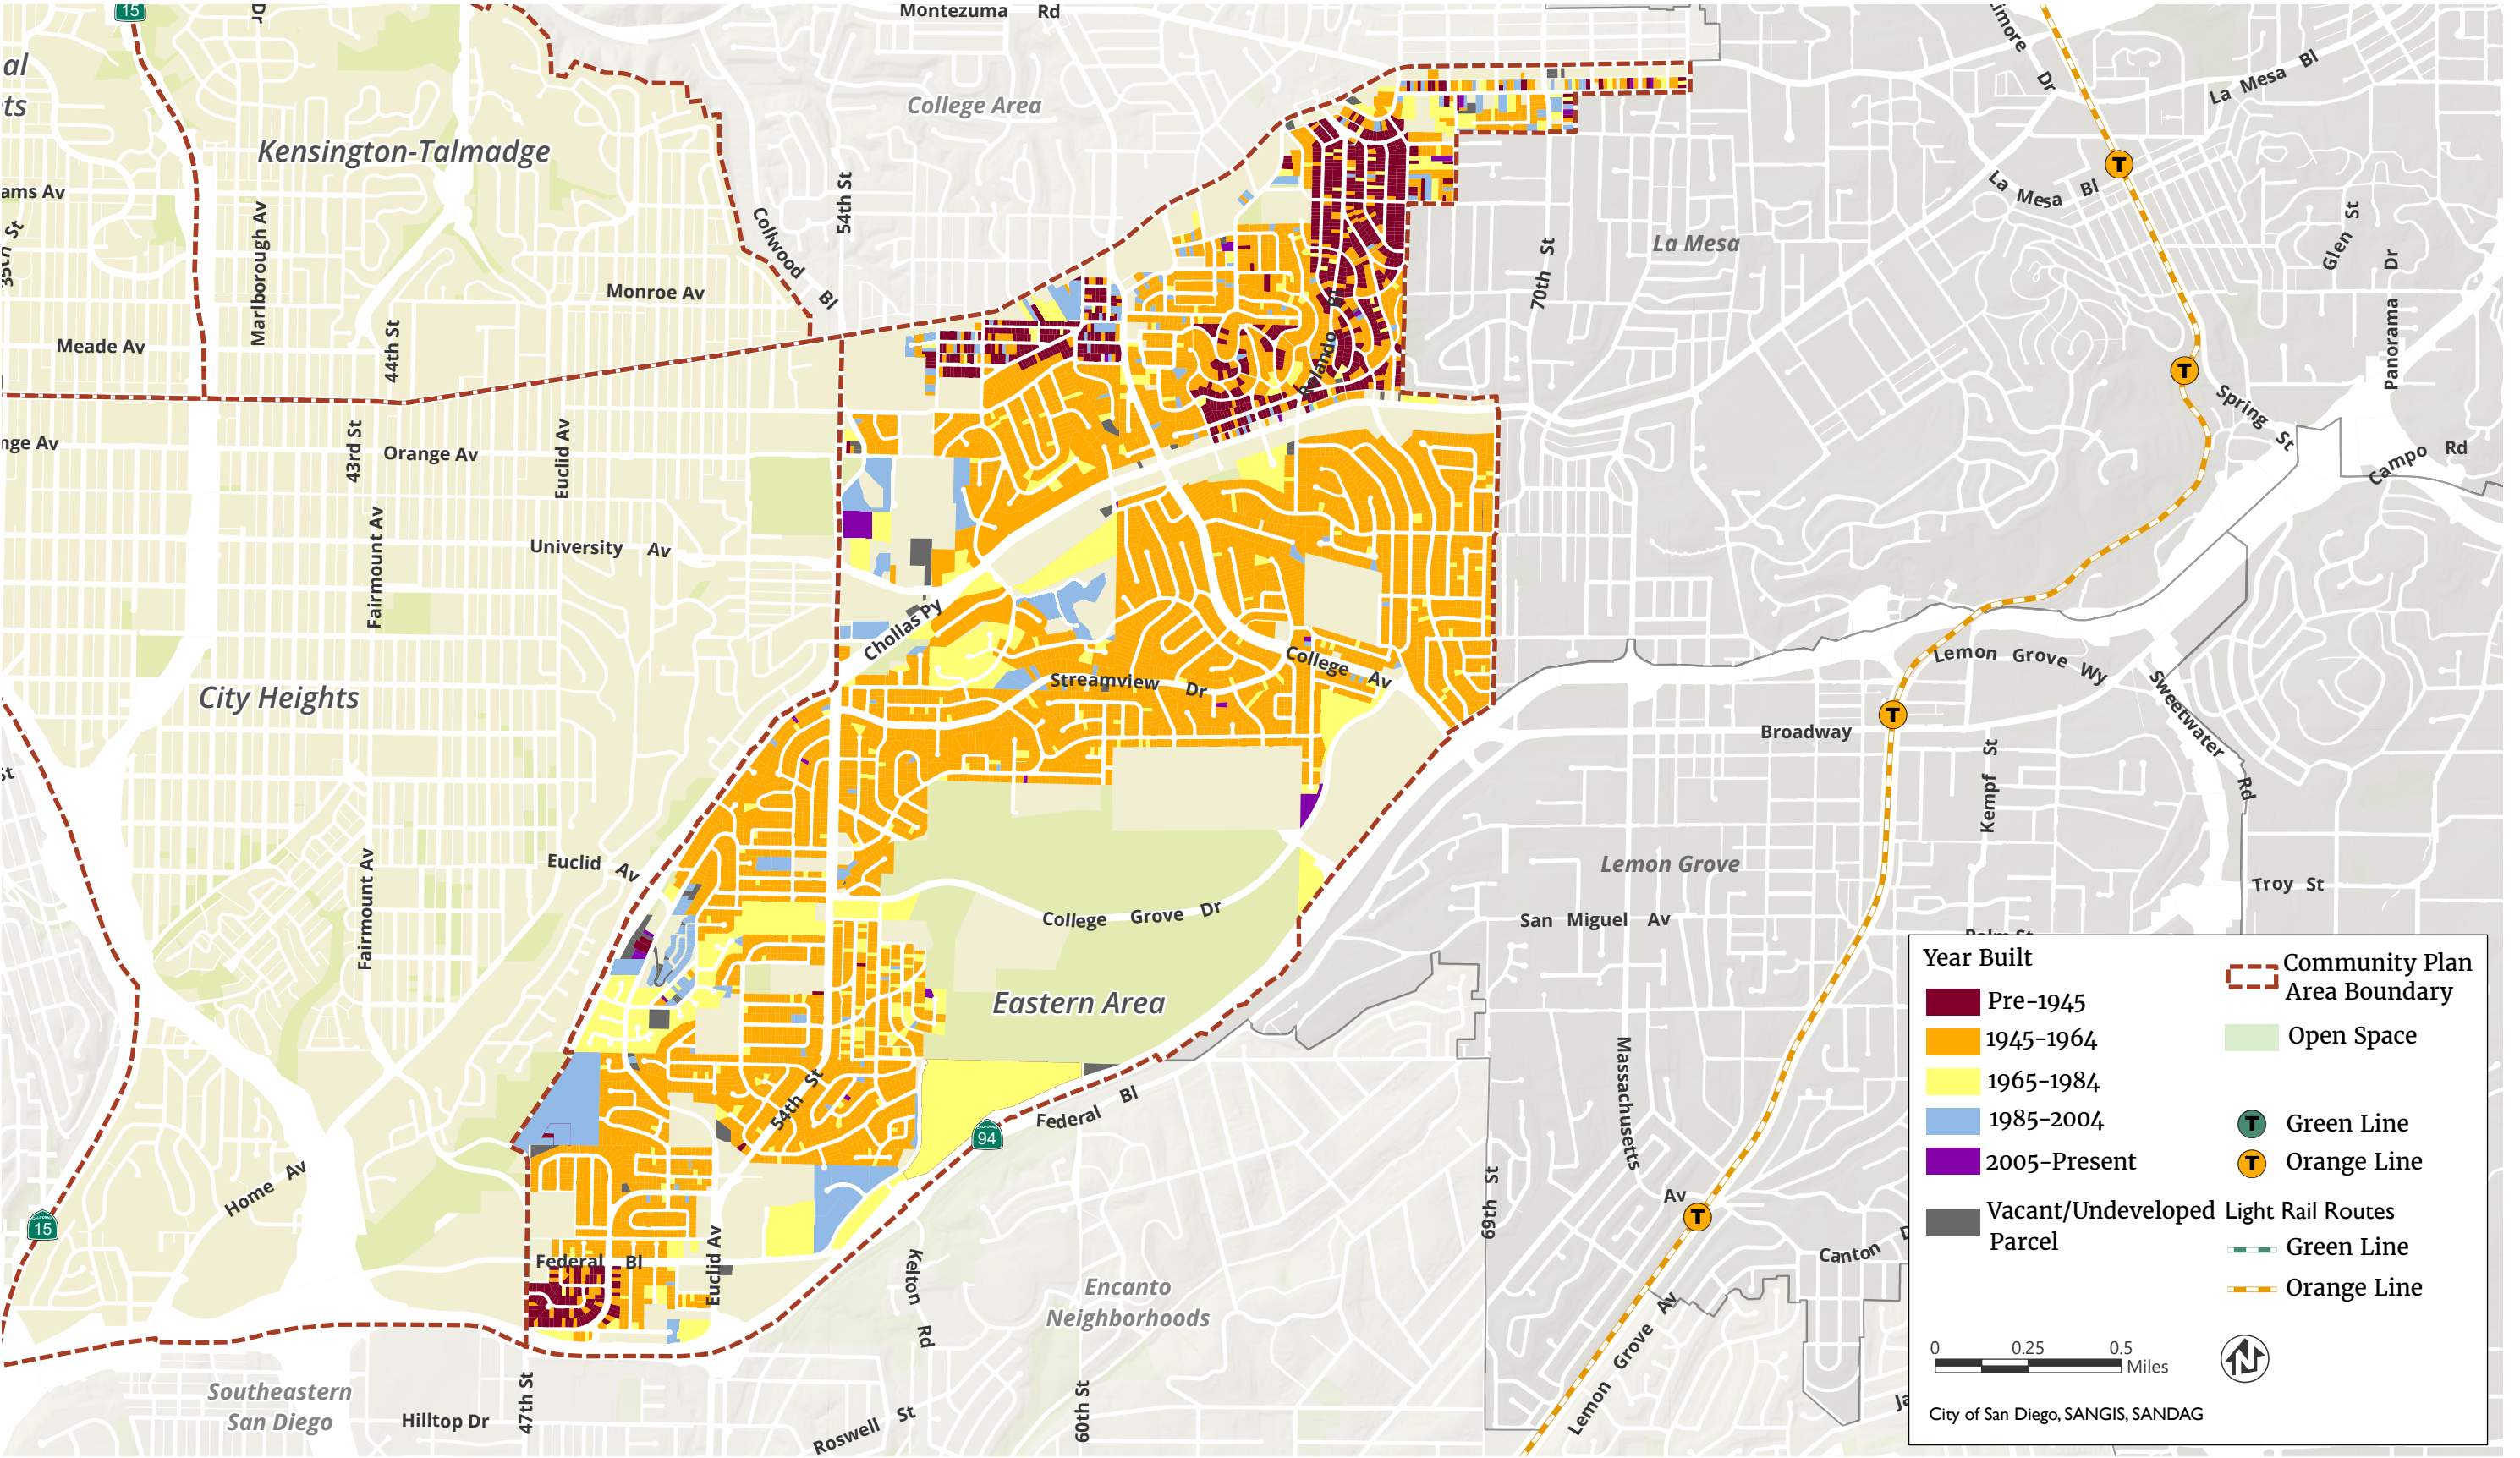 15
Dr
Montezuma Rd
al
ts
Kensington-Talmadge
College Area
La Mesa Bl
Dr
ams Av
35th St
Marlborough Av
54th St
Collwood Bl
La Mesa Bl
Glen St
La Mesa
70th St
Panorama Dr
Monroe Av
Meade Av
44th St
Rolando Bl
Spring St
nge Av
43rd St
Orange Av
Euclid Av
Campo Rd
Fairmount Av
University Av
Chollas Py
College Av
Lemon Grove Wy
Streamview Dr
City Heights
Sweetwater Rd
Broadway
St
Kempf St
Euclid Av
Fairmount Av
Lemon Grove
Troy St
College Grove Dr
San Miguel Av
Eastern Area
Massachusetts Av
54th St
Federal Bl
94
Home Av
15
69th St
Federal Bl
Euclid Av
Kelton Rd
Canton
Encanto
Neighborhoods
Lemon Grove Av
Southeastern
San Diego
Hilltop Dr
47th St
Roswell St
60th St
T
T
T
T
Year Built
Pre-1945
1945-1964
1965-1984
1985-2004
2005-Present
Vacant/Undeveloped
Parcel
Community Plan
Area Boundary
Open Space
T Green Line
T Orange Line
Light Rail Routes
Green Line
Orange Line
0 0.25 0.5
Miles
N
City of San Diego, SANGIS, SANDAG